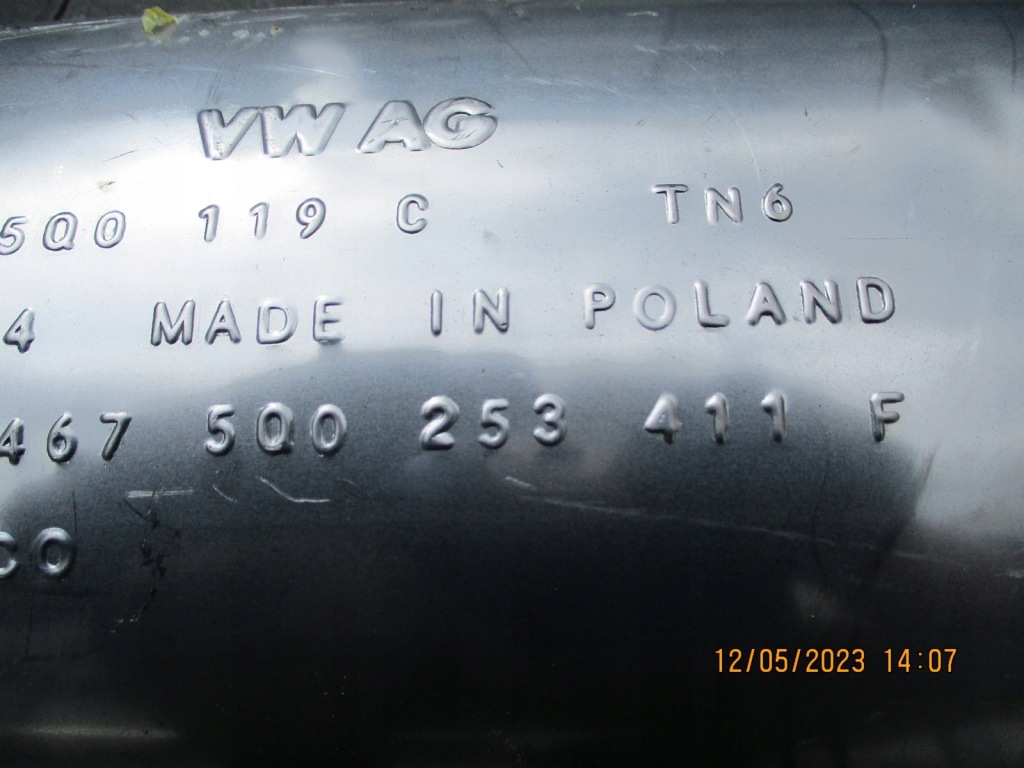 VW AG
5Q0 119 C TN6
4 MADE IN POLAND
467 5Q0 253 411 F
CO
12/05/2023 14:07